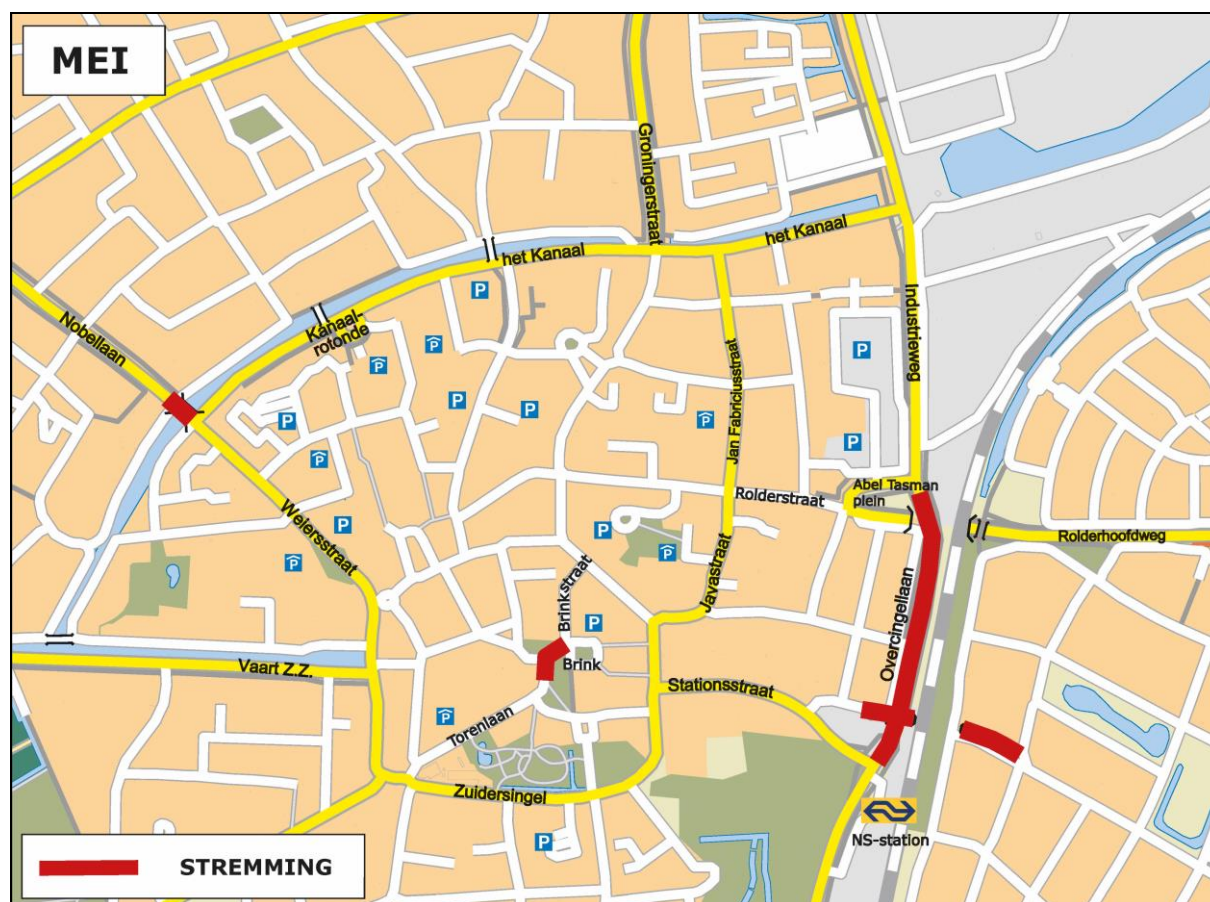 MEI
Groningerstraat
het Kanaal
het Kanaal
Kanaal-
rotonde
Nobellaan
Industrieweg
Jan Fabriciusstraat
P
P
P
P
P
P
P
P
P
P
Rolderstraat
Abel Tasman
plein
Rolderhoofdweg
Weiersstraat
P
P
P
P
Brinkstraat
Javastraat
Overcingellaan
P
Brink
Vaart Z.Z.
Stationsstraat
P
Torenlaan
Zuidersingel
P
NS-station
STREMMING